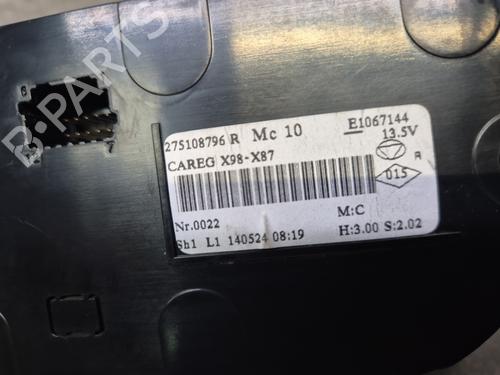 B-PARTS
6
275108796 R Mc 10
E1067144
13.5V
CAREG X98-X87
R
015
Nr.0022
M:C
Sh1 L1 140524 08:19
H:3.00 S:2.02